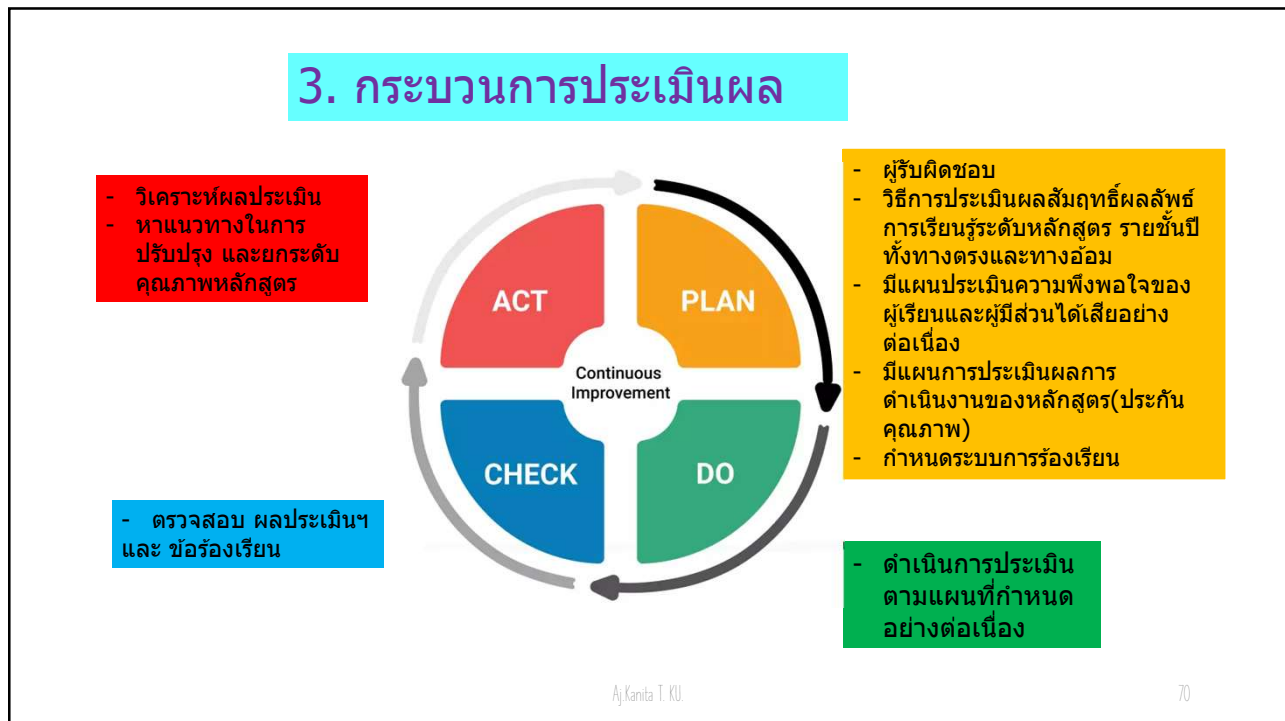 3. กระบวนการประเมินผล
- วิเคราะห์ผลประเมิน
- หาแนวทางในการ
ปรับปรุง และยกระดับ
คุณภาพหลักสูตร
ACT
PLAN
Continuous
Improvement
CHECK
DO
- ผู้รับผิดชอบ
- วิธีการประเมินผลสัมฤทธิ์ผลลัพธ์
การเรียนรู้ระดับหลักสูตร รายชั้นปี
ทั้งทางตรงและทางอ้อม
- มีแผนประเมินความพึงพอใจของ
ผู้เรียนและผู้มีส่วนได้เสียอย่าง
ต่อเนื่อง
- มีแผนการประเมินผลการ
ดำเนินงานของหลักสูตร(ประกัน
คุณภาพ)
- กำหนดระบบการร้องเรียน
- ตรวจสอบ ผลประเมินฯ
และ ข้อร้องเรียน
- ดำเนินการประเมิน
ตามแผนที่กำหนด
อย่างต่อเนื่อง
Aj.Kanita T. KU.
70